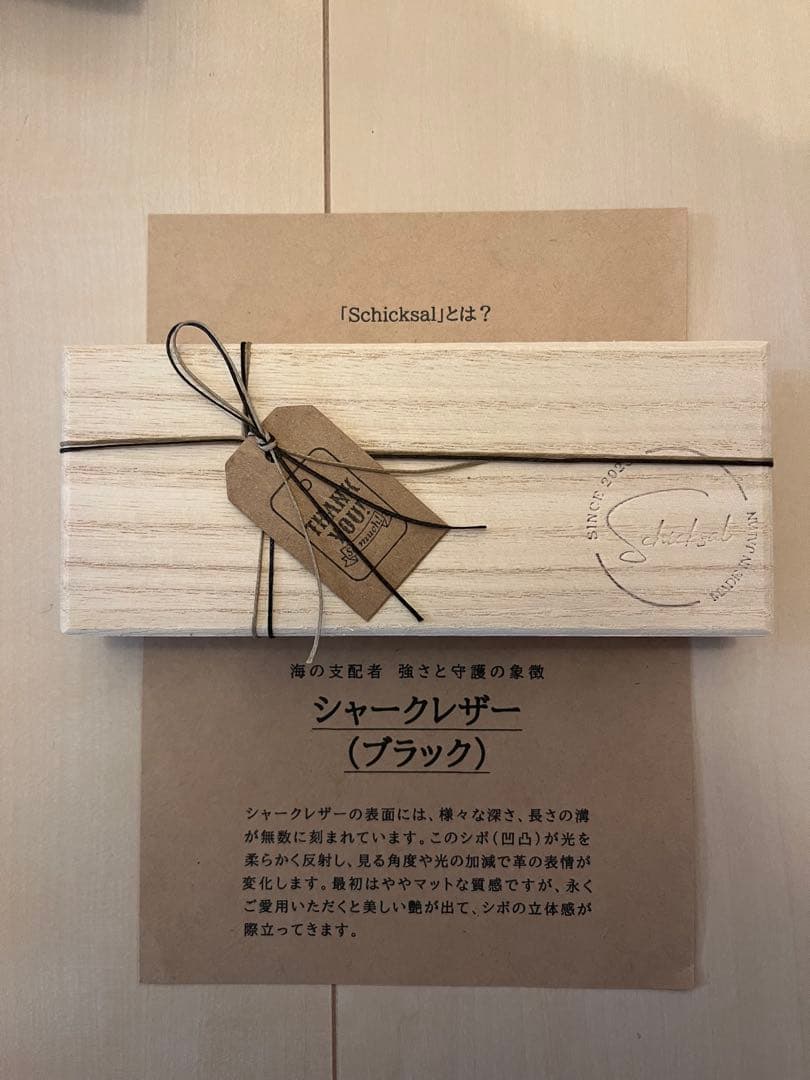 「Schicksal」とは？
THANK
YOU!
So much!
SINCE 202
Schicksal
MADE IN JAPAN
海の支配者 強さと守護の象徴
シャークレザー
（ブラック）
シャークレザーの表面には、様々な深さ、長さの溝
が無数に刻まれています。このシボ（凹凸）が光を
柔らかく反射し、見る角度や光の加減で革の表情が
変化します。最初はややマットな質感ですが、永く
ご愛用いただくと美しい艶が出て、シボの立体感が
際立ってきます。